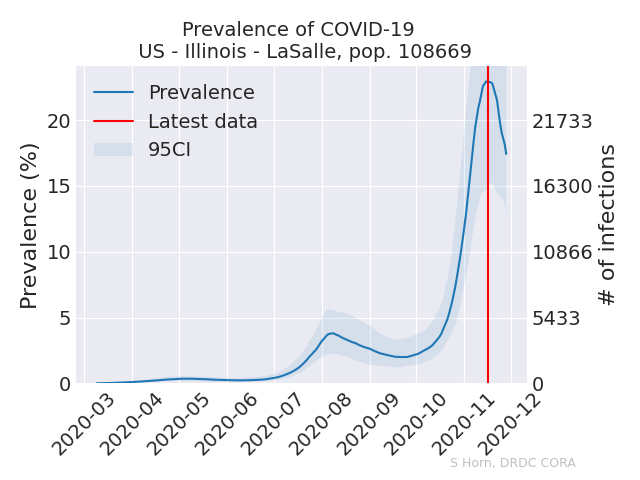 Prevalence of COVID-19
US - Illinois - LaSalle, pop. 108669
Prevalence
Latest data
95CI
Prevalence (%)
20
15
10
5
0
21733
16300
10866
5433
0
# of infections
2020-03
2020-04
2020-05
2020-06
2020-07
2020-08
2020-09
2020-10
2020-11
2020-12
S Horn, DRDC CORA